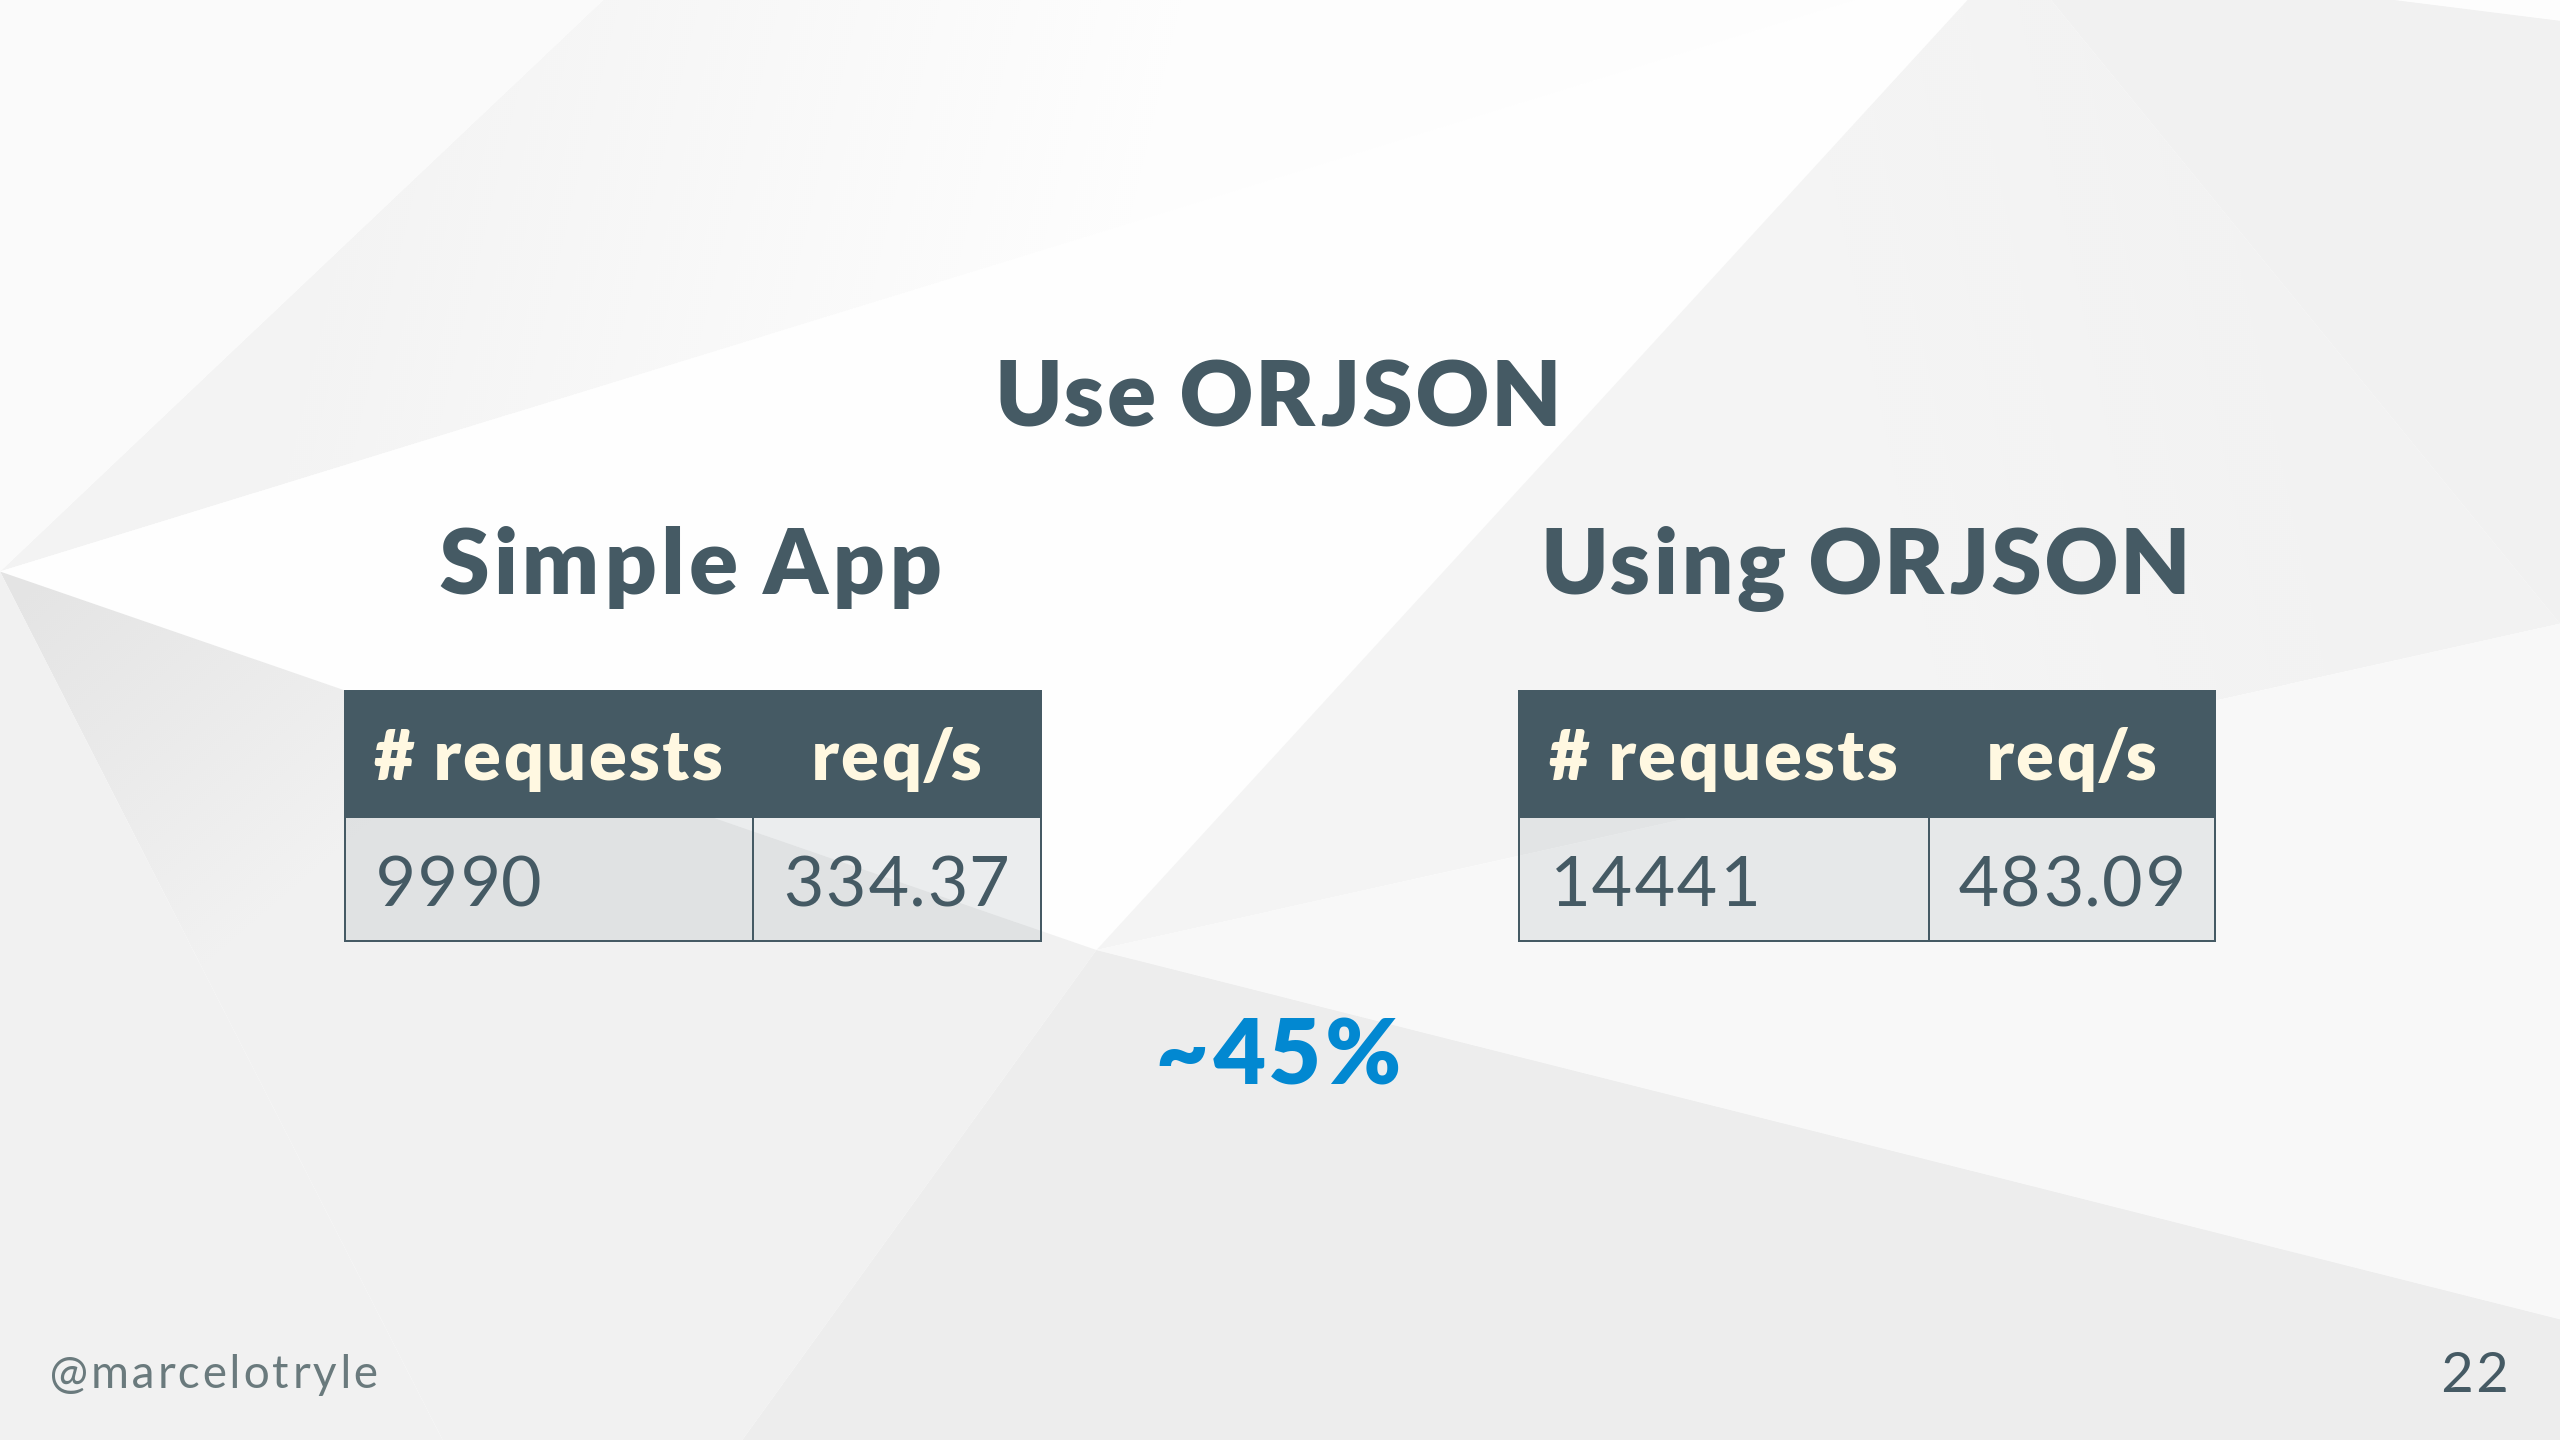 Use ORJSON
Simple App
# requests req/s
9990 334.37
Using ORJSON
# requests req/s
14441 483.09
~45%
@marcelotryle
22